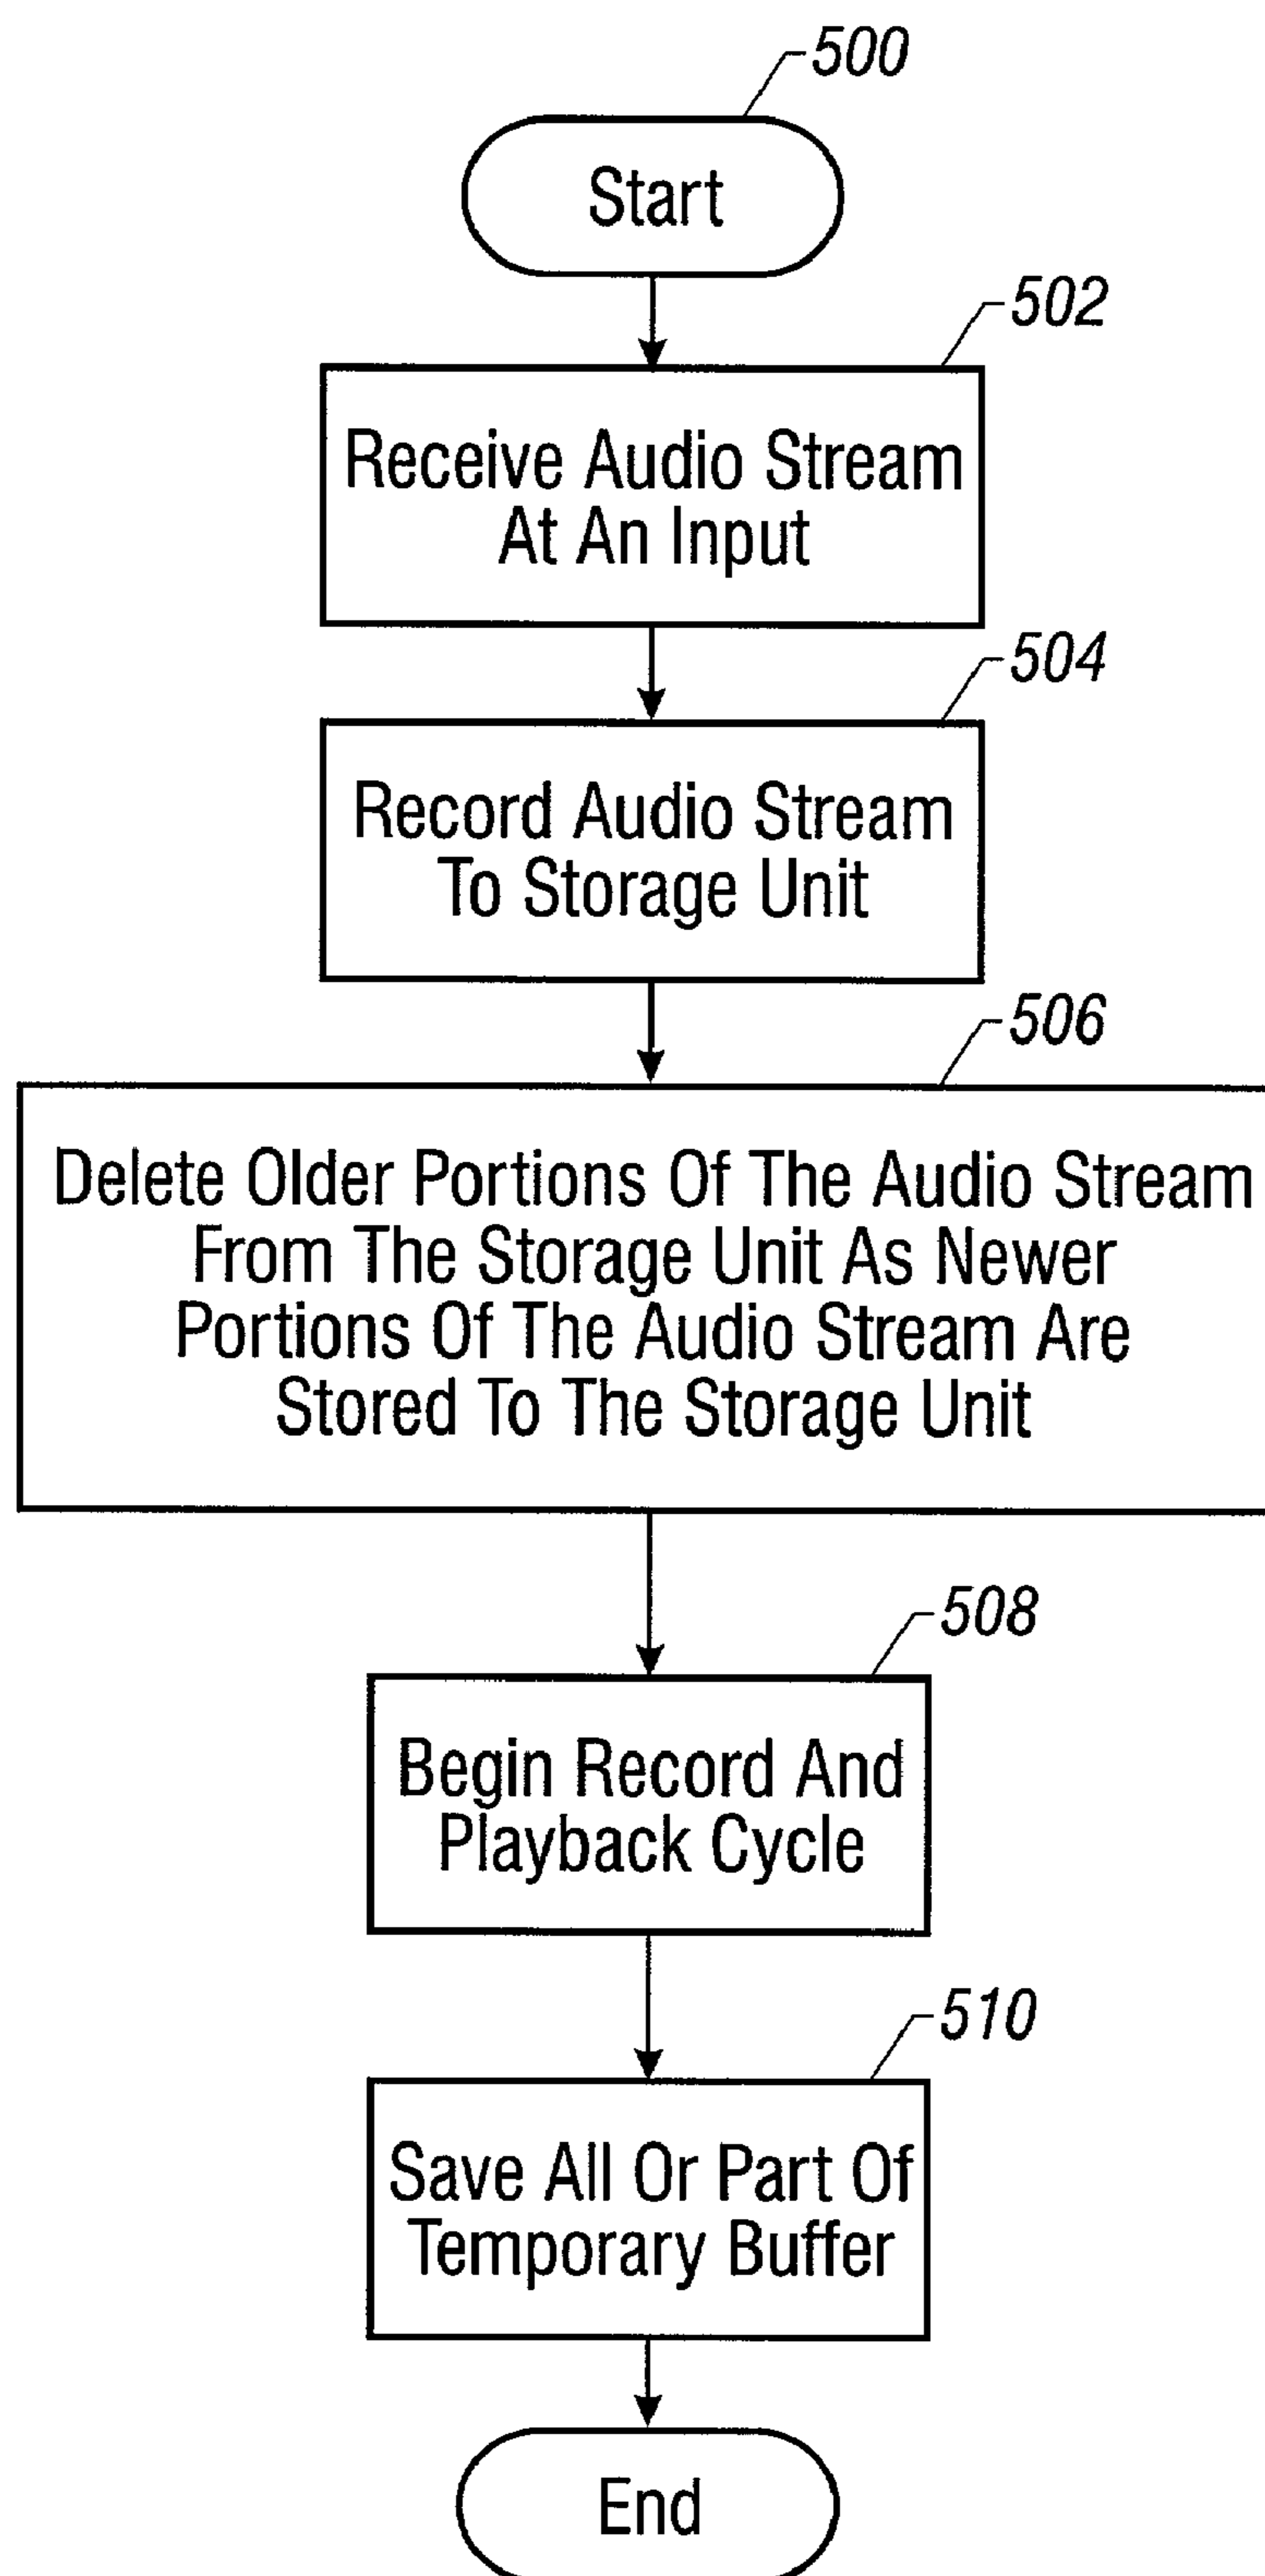 500
Start
502
Receive Audio Stream
At An Input
504
Record Audio Stream
To Storage Unit
506
Delete Older Portions Of The Audio Stream
From The Storage Unit As Newer
Portions Of The Audio Stream Are
Stored To The Storage Unit
508
Begin Record And
Playback Cycle
510
Save All Or Part Of
Temporary Buffer
End